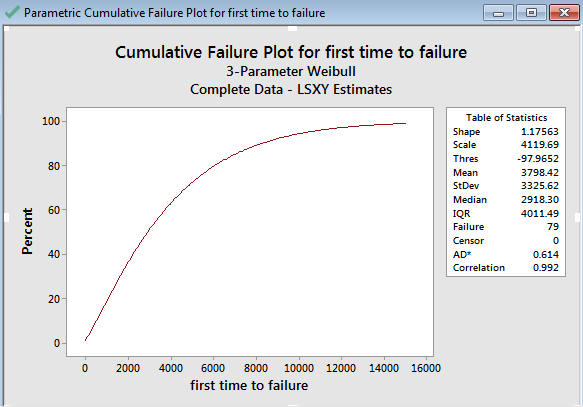 Parametric Cumulative Failure Plot for first time to failure
Cumulative Failure Plot for first time to failure
3-Parameter Weibull
Complete Data - LSXY Estimates
Percent
100
80
60
40
20
0
0 2000 4000 6000 8000 10000 12000 14000 16000
first time to failure
Table of Statistics
Shape 1.17563
Scale 4119.69
Thres -97.9652
Mean 3798.42
StDev 3325.62
Median 2918.30
IQR 4011.49
Failure 79
Censor 0
AD* 0.614
Correlation 0.992